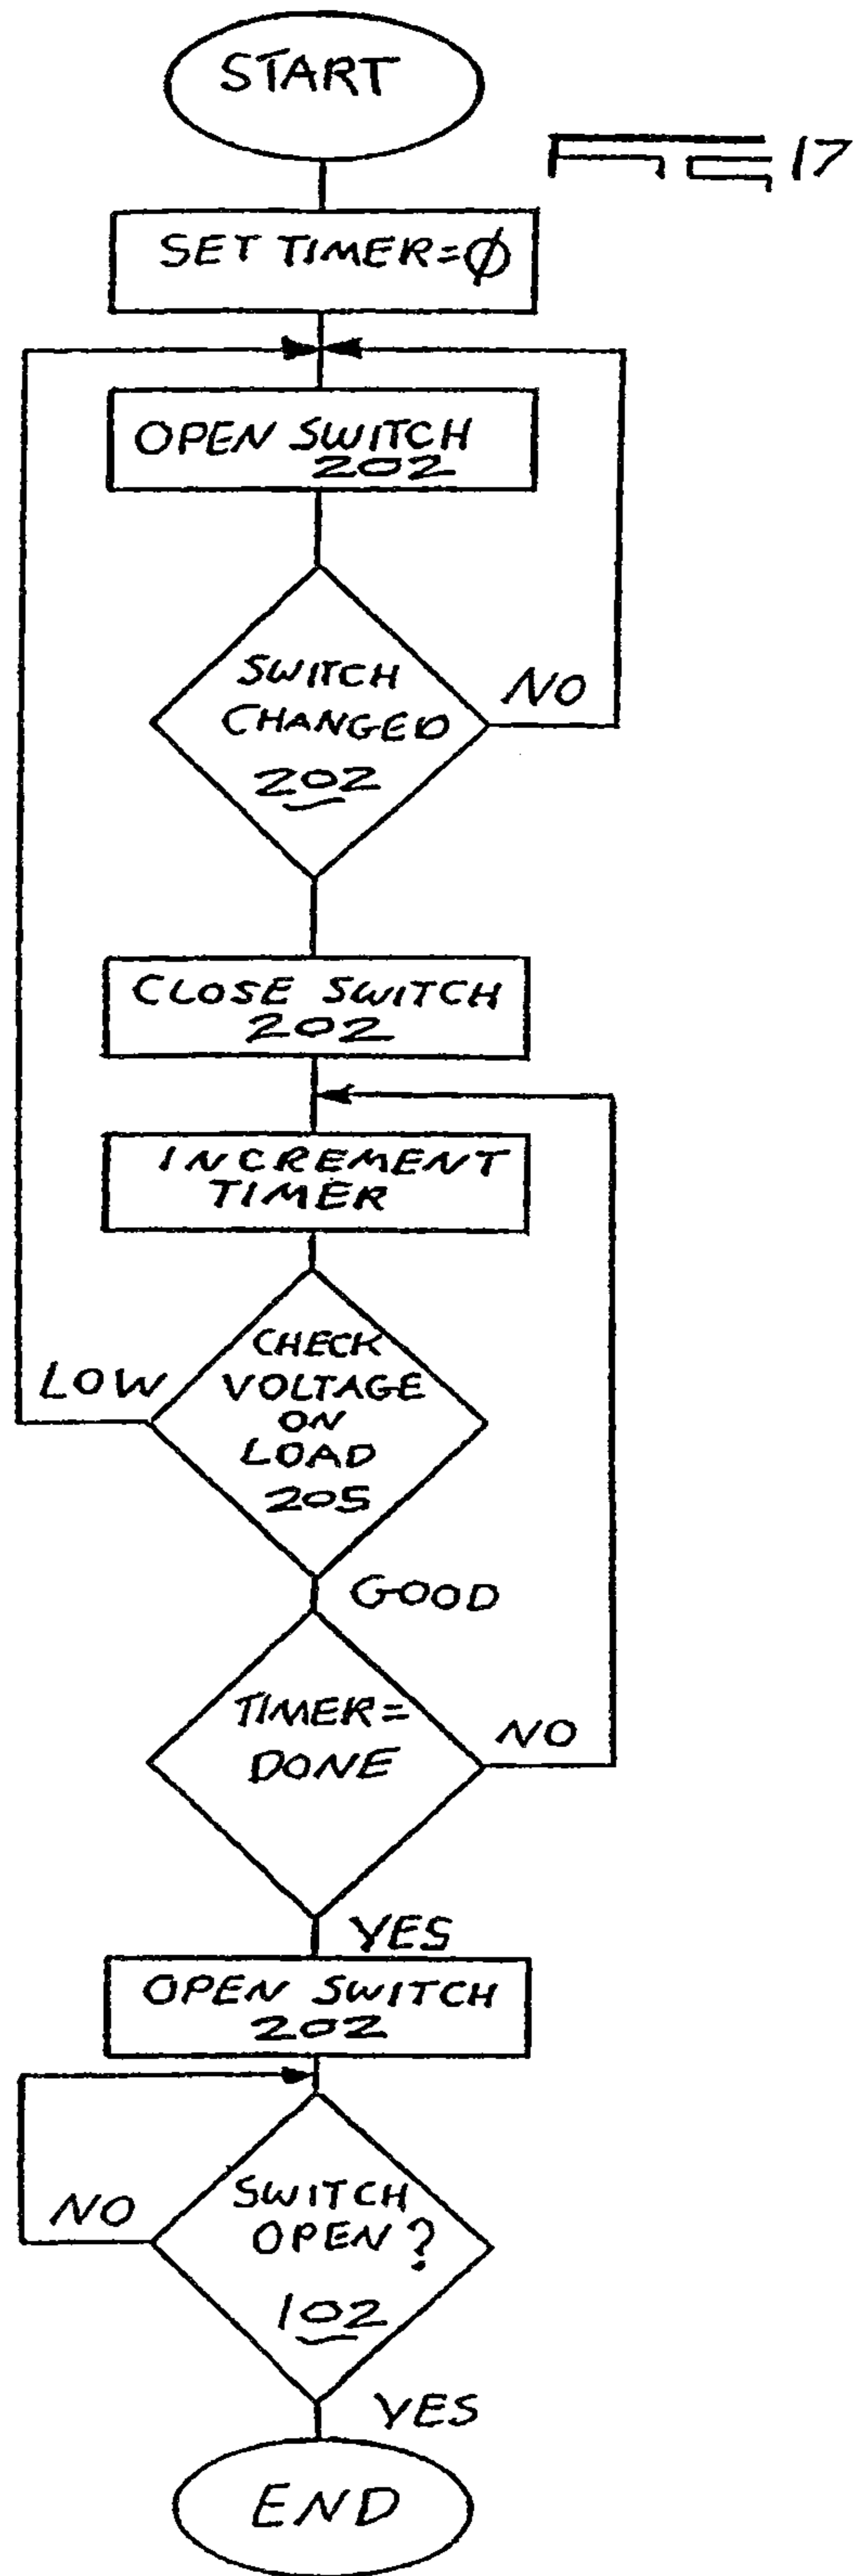 START
17
SET TIMER=Ø
OPEN SWITCH
202
SWITCH
CHANGED
202
NO
CLOSE SWITCH
202
INCREMENT
TIMER
CHECK
VOLTAGE
ON
LOAD
205
LOW
GOOD
TIMER=
DONE
NO
YES
OPEN SWITCH
202
SWITCH
OPEN?
102
NO
YES
END